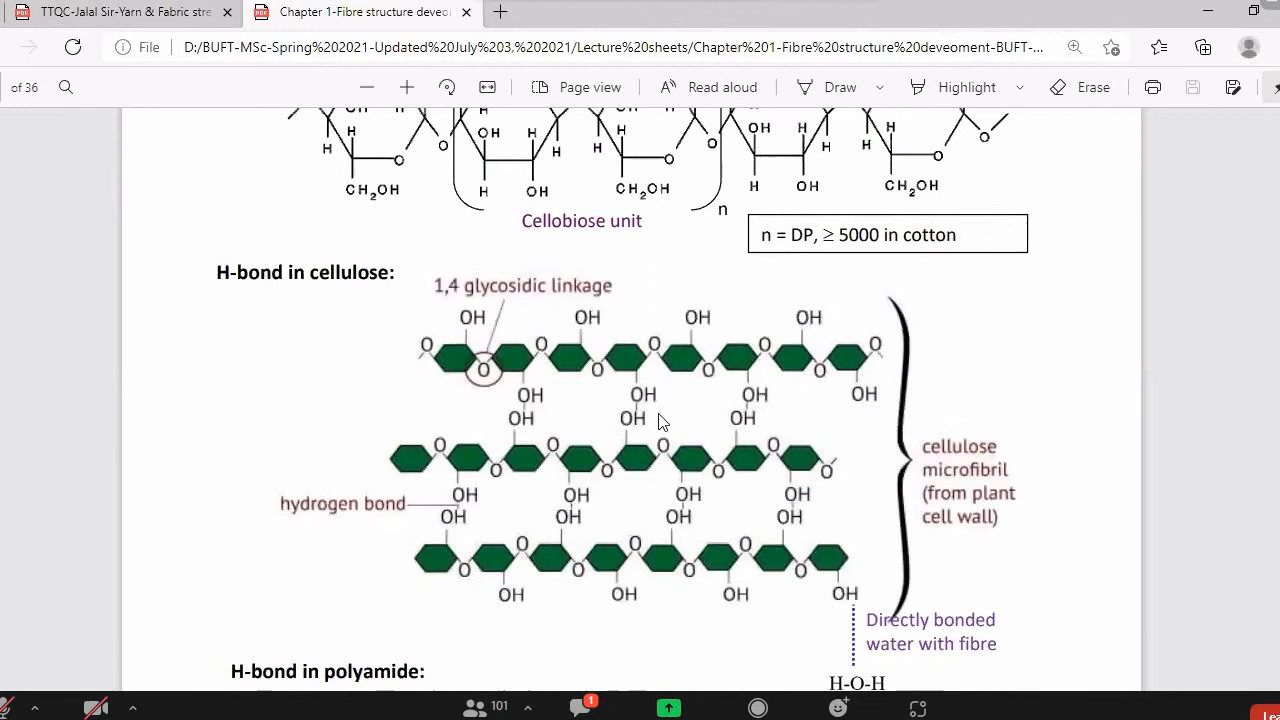 TTQC-Jalal Sir-Yarn & Fabric stre
Chapter 1-Fibre structure deveo
File
D:/BUFT-MSc-Spring%202021-Updated%20July%203,%202021/Lecture%20sheets/Chapter%201-Fibre%20structure%20deveoment-BUFT-...
of 36
Page view
Read aloud
Draw
Highlight
Erase
H OH H H H OH H
H H OH H H H H H
O O O O O O
CH₂OH H OH CH₂OH H OH CH₂OH
n
Cellobiose unit
n = DP, ≥ 5000 in cotton
H-bond in cellulose:
1,4 glycosidic linkage
OH OH OH OH
O O O O O
O O O O
OH OH OH OH
OH OH OH
O O O O
O O O O
cellulose
microfibril
(from plant
cell wall)
hydrogen bond
OH OH OH OH
OH OH OH OH
O O O
O O O O
OH OH OH OH
Directly bonded
water with fibre
H-bond in polyamide:
H-O-H
101
1